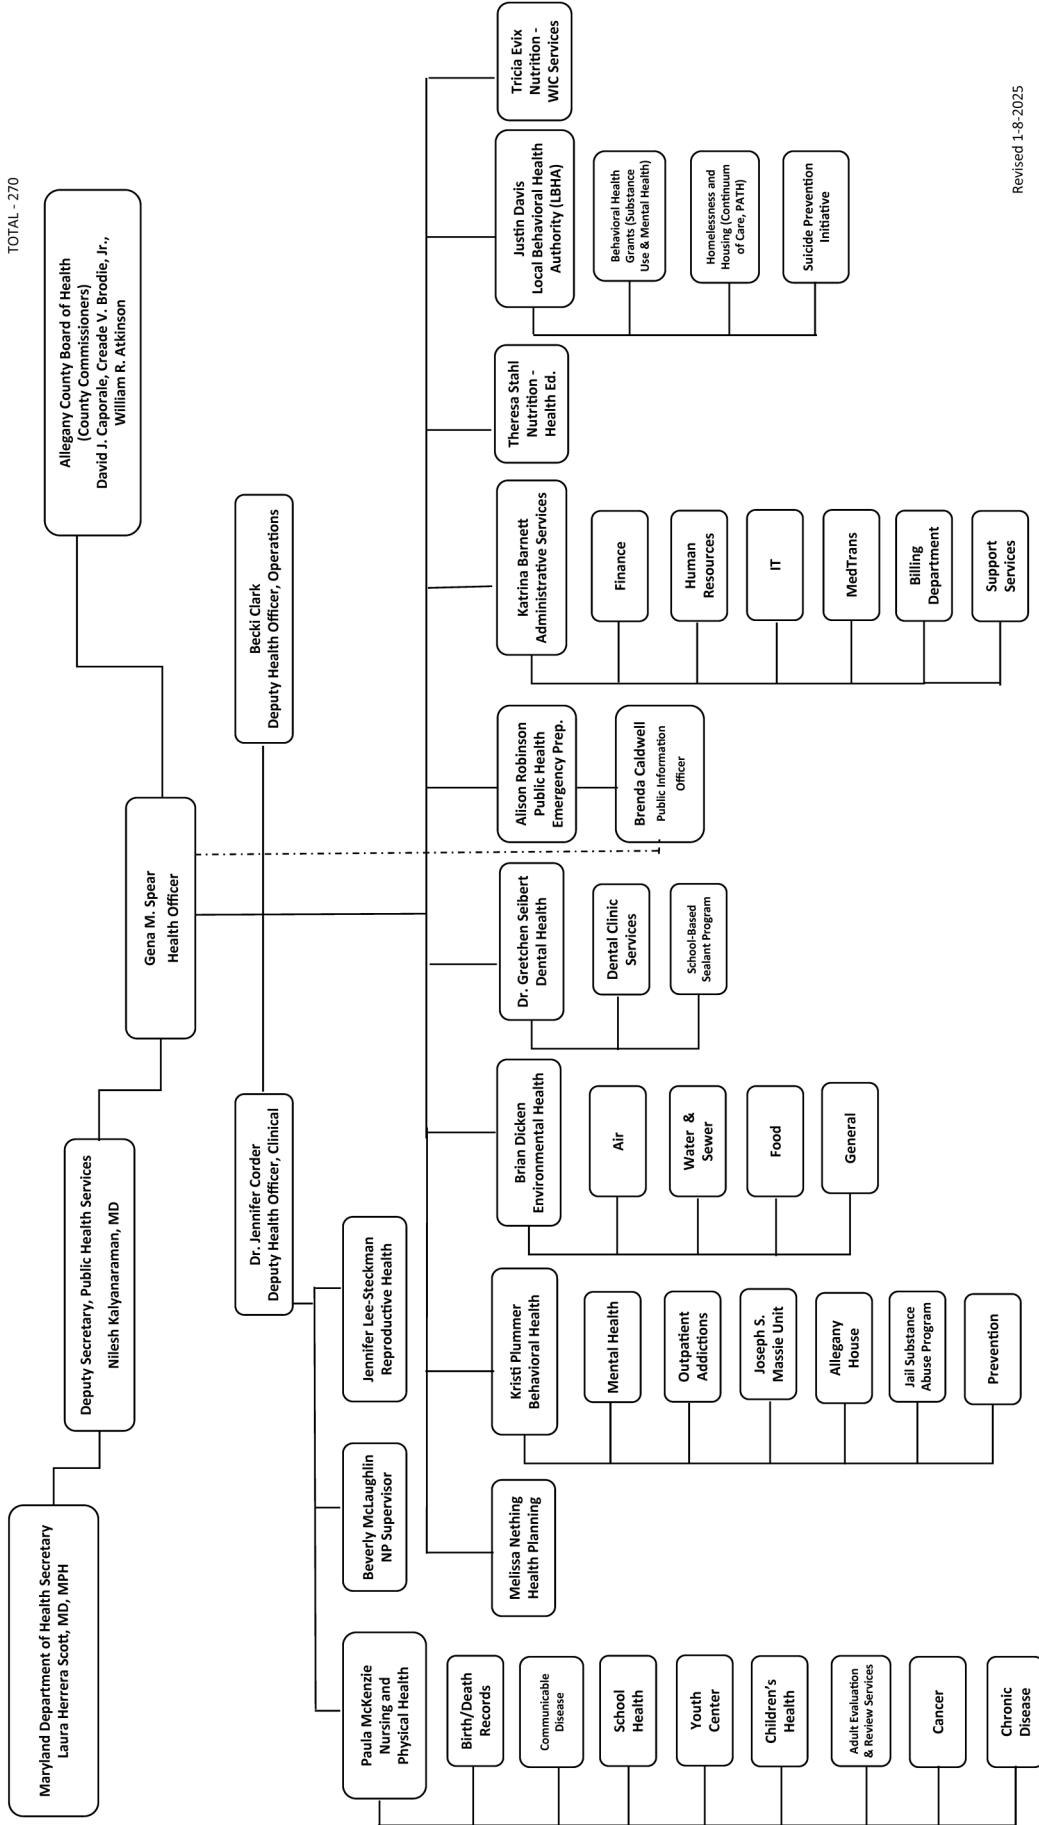 TOTAL - 270
Maryland Department of Health Secretary
Laura Herrera Scott, MD, MPH
Deputy Secretary, Public Health Services
Nilesh Kalyanaraman, MD
Allegany County Board of Health
(County Commissioners)
David J. Caporale, Creade V. Brodie, Jr.,
William R. Atkinson
Gena M. Spear
Health Officer
Dr. Jennifer Corder
Deputy Health Officer, Clinical
Becki Clark
Deputy Health Officer, Operations
Paula McKenzie
Nursing and
Physical Health
Beverly McLaughlin
NP Supervisor
Jennifer Lee-Steckman
Reproductive Health
Birth/Death
Records
Communicable
Disease
School
Health
Youth
Center
Children's
Health
Adult Evaluation
& Review Services
Cancer
Chronic
Disease
Melissa Nething
Health Planning
Kristi Plummer
Behavioral Health
Mental Health
Outpatient
Addictions
Joseph S.
Massie Unit
Allegany
House
Jail Substance
Abuse Program
Prevention
Brian Dicken
Environmental Health
Air
Water &
Sewer
Food
General
Dr. Gretchen Seibert
Dental Health
Dental Clinic
Services
School-Based
Sealant Program
Alison Robinson
Public Health
Emergency Prep.
Brenda Caldwell
Public Information
Officer
Katrina Barnett
Administrative Services
Finance
Human
Resources
IT
MedTrans
Billing
Department
Support
Services
Theresa Stahl
Nutrition -
Health Ed.
Justin Davis
Local Behavioral Health
Authority (LBHA)
Behavioral Health
Grants (Substance
Use & Mental Health)
Homelessness and
Housing (Continuum
of Care, PATH)
Suicide Prevention
Initiative
Tricia Evix
Nutrition -
WIC Services
Revised 1-8-2025